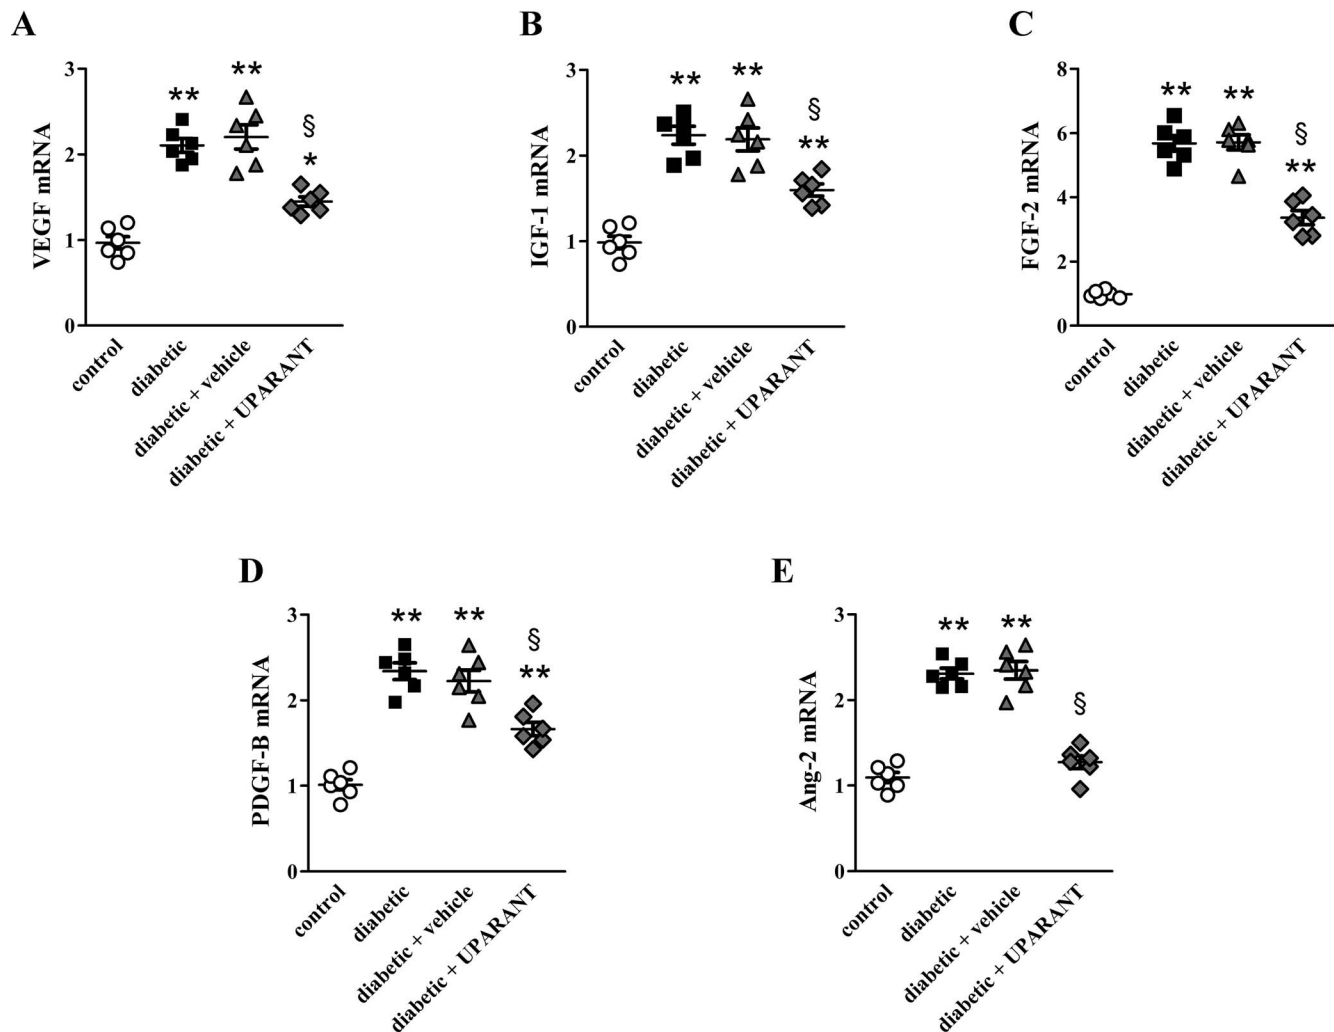 A
VEGF mRNA
3
2
1
0
**
**
§
*
control
diabetic
diabetic + vehicle
diabetic + UPARANT
B
IGF-1 mRNA
3
2
1
0
**
**
§
**
control
diabetic
diabetic + vehicle
diabetic + UPARANT
C
FGF-2 mRNA
8
6
4
2
0
**
**
§
**
control
diabetic
diabetic + vehicle
diabetic + UPARANT
D
PDGF-B mRNA
3
2
1
0
**
**
§
**
control
diabetic
diabetic + vehicle
diabetic + UPARANT
E
Ang-2 mRNA
3
2
1
0
**
**
§
control
diabetic
diabetic + vehicle
diabetic + UPARANT